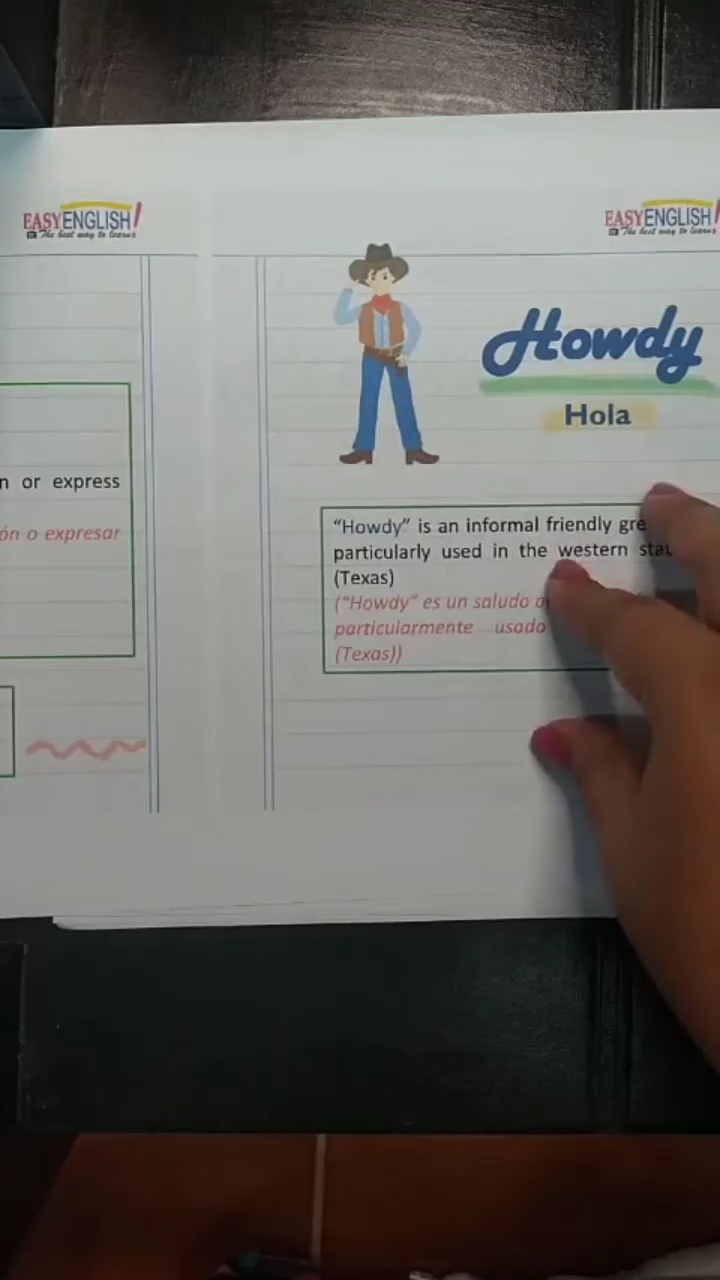 EASYENGLISH!
The best way to learn
EASYENGLISH!
The best way to learn
n or express
ón o expresar
Howdy
Hola
"Howdy" is an informal friendly gre
particularly used in the western sta
(Texas)
("Howdy" es un saludo
particularmente usado
(Texas))